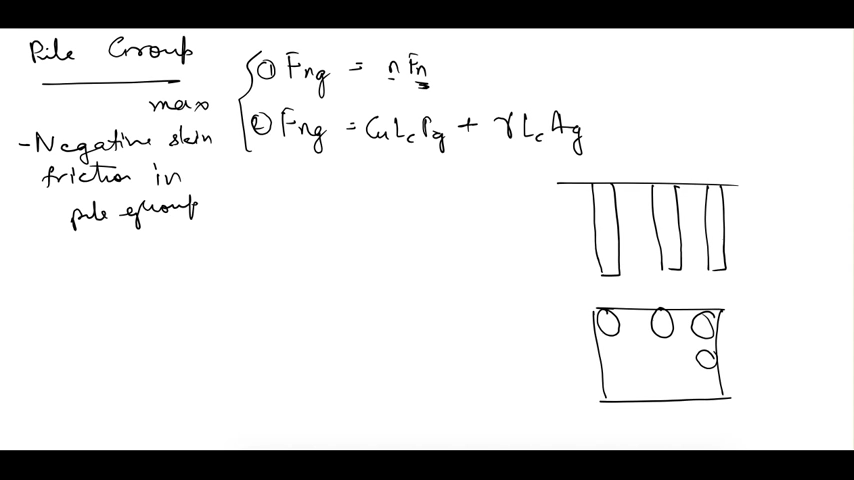 Pile Group
① Fng = n Fn
max
② Fng = CuLcPg + γLcAg
- Negative skin
friction in
pile group